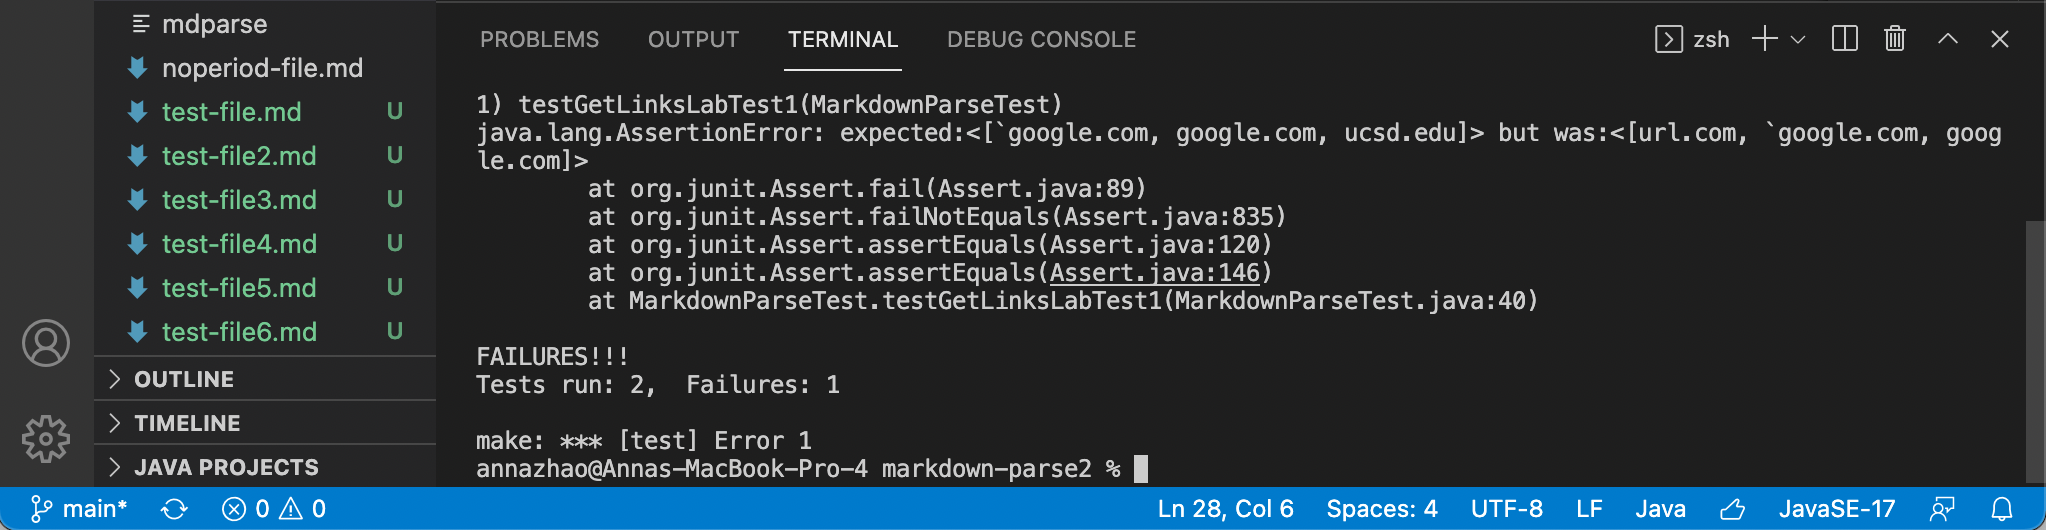 mdparse
noperiod-file.md
test-file.md U
test-file2.md U
test-file3.md U
test-file4.md U
test-file5.md U
test-file6.md U
OUTLINE
TIMELINE
JAVA PROJECTS
PROBLEMS OUTPUT TERMINAL DEBUG CONSOLE zsh
1) testGetLinksLabTest1(MarkdownParseTest)
java.lang.AssertionError: expected:<[`google.com, google.com, ucsd.edu]> but was:<[url.com, `google.com, goog
le.com]>
at org.junit.Assert.fail(Assert.java:89)
at org.junit.Assert.failNotEquals(Assert.java:835)
at org.junit.Assert.assertEquals(Assert.java:120)
at org.junit.Assert.assertEquals(Assert.java:146)
at MarkdownParseTest.testGetLinksLabTest1(MarkdownParseTest.java:40)
FAILURES!!!
Tests run: 2,  Failures: 1
make: *** [test] Error 1
annazhao@Annas-MacBook-Pro-4 markdown-parse2 %
main* 0 0 Ln 28, Col 6 Spaces: 4 UTF-8 LF Java JavaSE-17